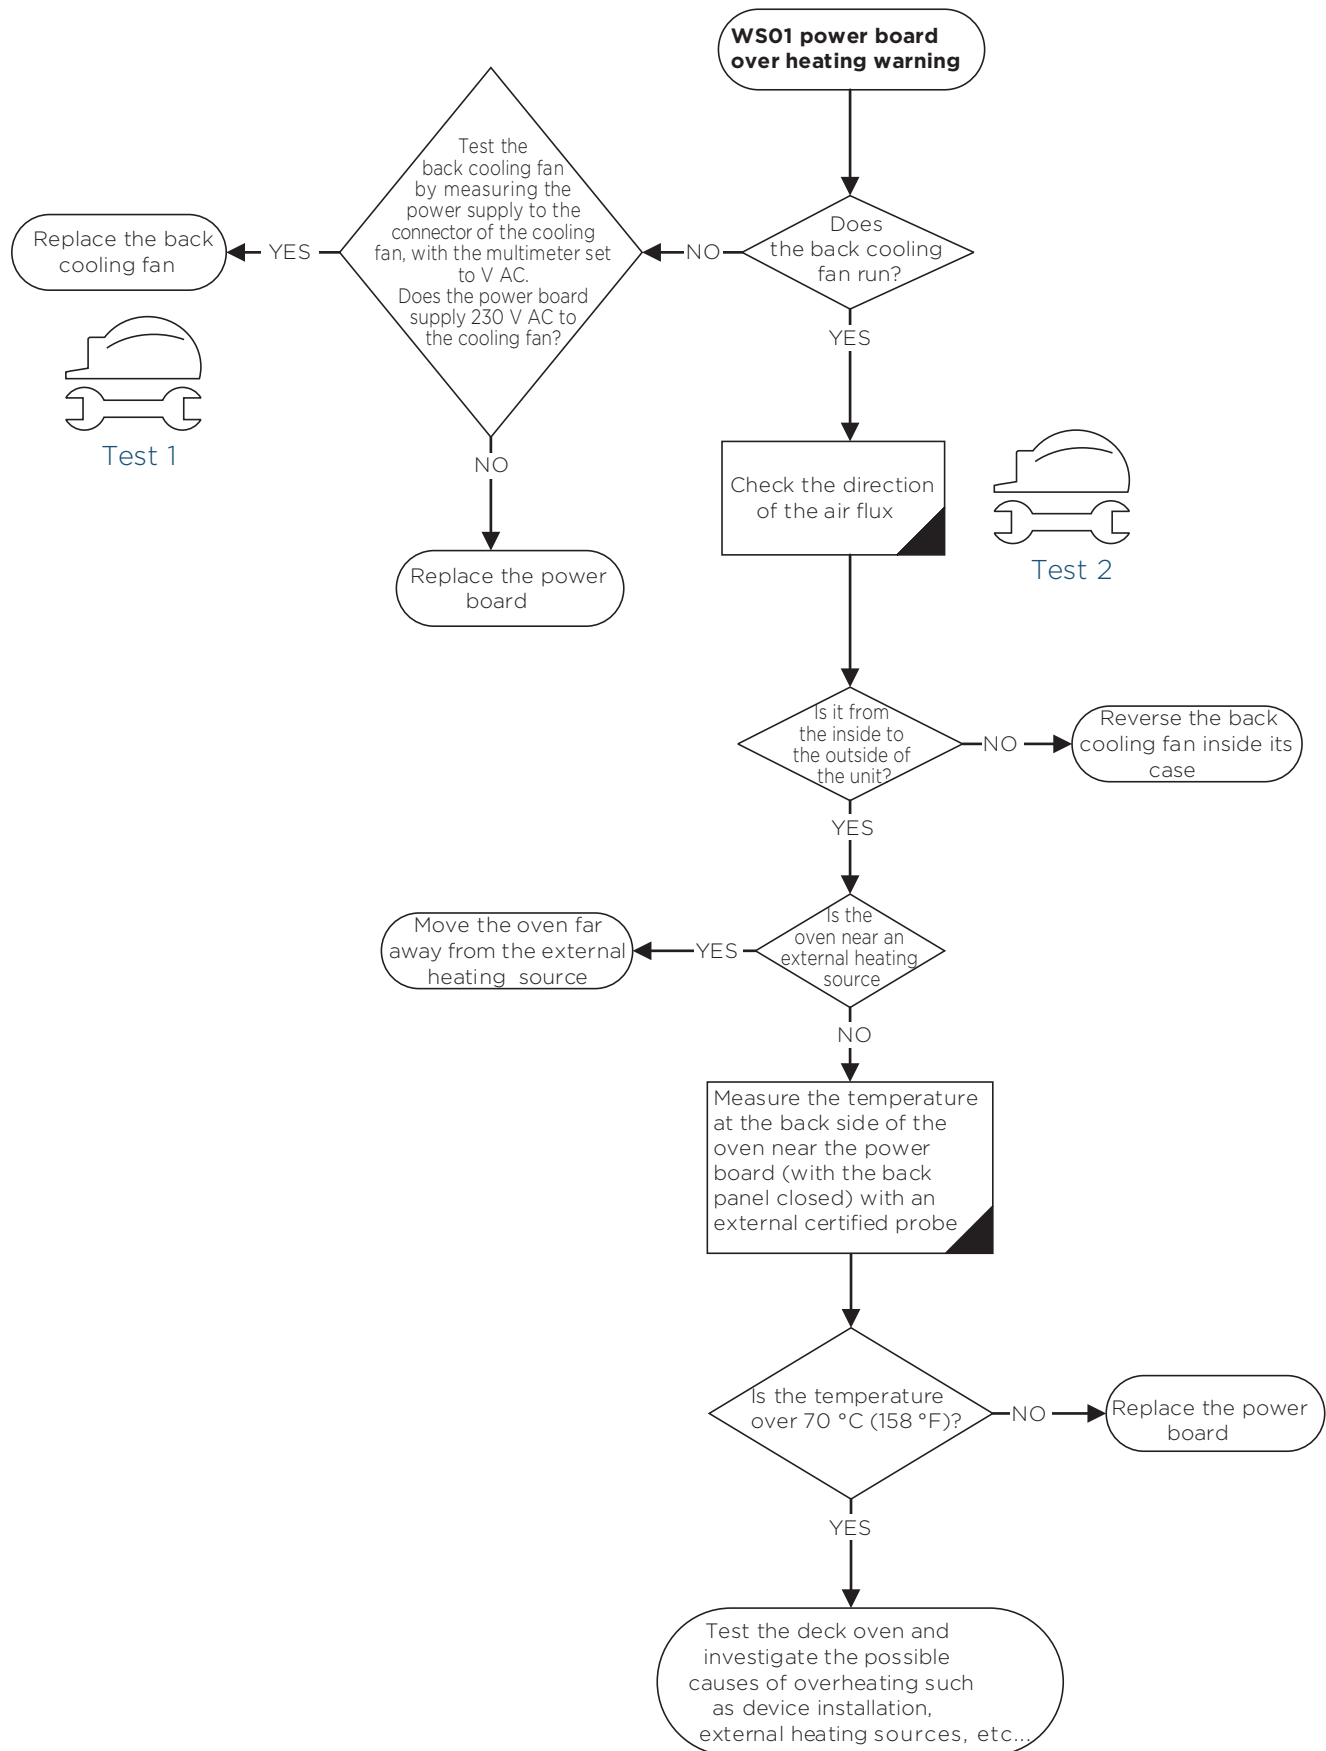 WS01 power board
over heating warning
Does
the back cooling
fan run?
NO
Test the
back cooling fan
by measuring the
power supply to the
connector of the cooling
fan, with the multimeter set
to V AC.
Does the power board
supply 230 V AC to
the cooling fan?
YES
Replace the back
cooling fan
Test 1
NO
Replace the power
board
YES
Check the direction
of the air flux
Test 2
Is it from
the inside to
the outside of
the unit?
NO
Reverse the back
cooling fan inside its
case
YES
Is the
oven near an
external heating
source
YES
Move the oven far
away from the external
heating source
NO
Measure the temperature
at the back side of the
oven near the power
board (with the back
panel closed) with an
external certified probe
Is the temperature
over 70 °C (158 °F)?
NO
Replace the power
board
YES
Test the deck oven and
investigate the possible
causes of overheating such
as device installation,
external heating sources, etc...